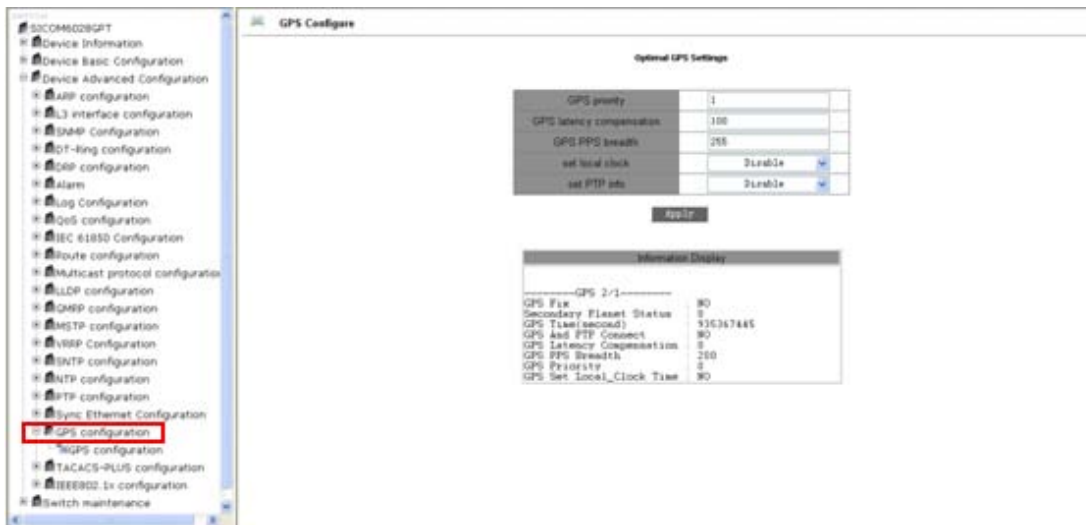 SICOM6028GPT
Device Information
Device Basic Configuration
Device Advanced Configuration
ARP configuration
L3 interface configuration
SNMP Configuration
DT-Ring configuration
DRP configuration
Alarm
Log Configuration
QoS configuration
IEC 61850 Configuration
Route configuration
Multicast protocol configuration
LLDP configuration
GMRP configuration
MSTP configuration
VRRP Configuration
SNTP configuration
NTP configuration
PTP configuration
Sync Ethernet Configuration
GPS configuration
GPS configuration
TACACS-PLUS configuration
IEEE802.1x configuration
Switch maintenance
GPS Configure
Optimal GPS Settings
GPS priority 1
GPS latency compensation 100
GPS PPS breadth 255
set local clock Disable
set PTP info Disable
Apply
Information Display
---------GPS 2/1---------
GPS Fix : NO
Secondary Planet Status : 0
GPS Time(second) : 935367445
GPS And PTP Connect : NO
GPS Latency Compensation : 0
GPS PPS Breadth : 200
GPS Priority : 0
GPS Set Local_Clock Time : NO